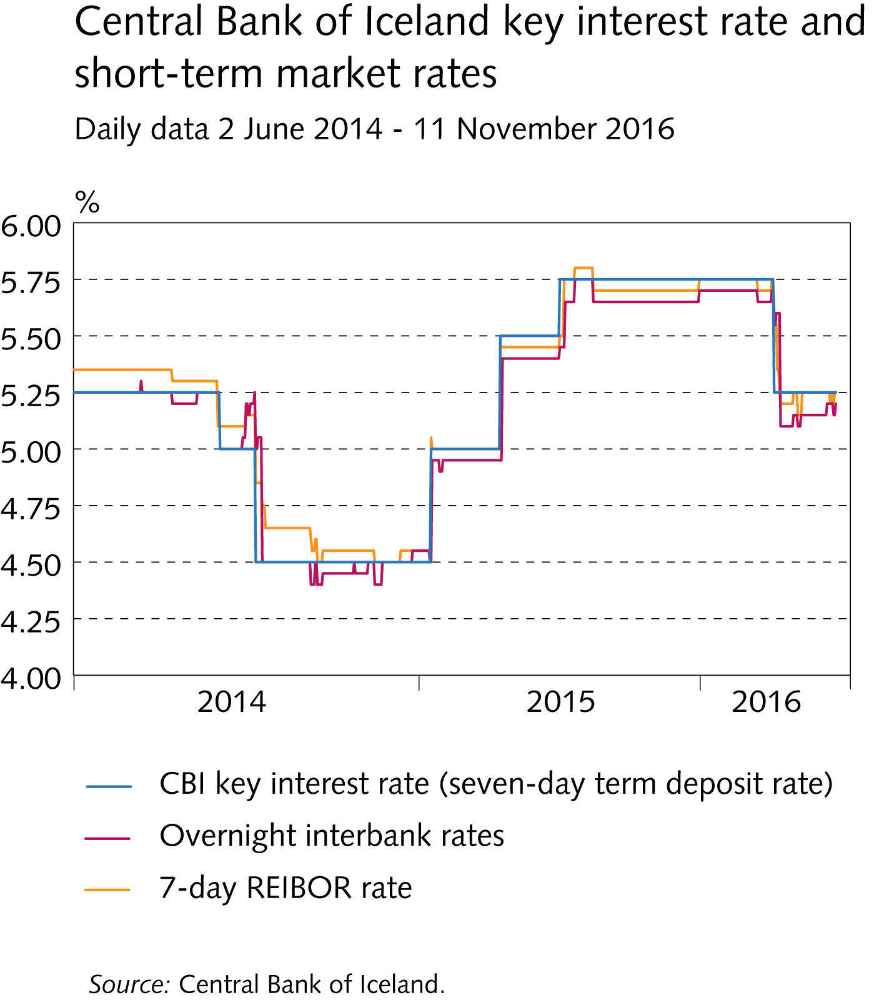 Central Bank of Iceland key interest rate and
short-term market rates
Daily data 2 June 2014 - 11 November 2016
%
6.00
5.75
5.50
5.25
5.00
4.75
4.50
4.25
4.00
2014 2015 2016
CBI key interest rate (seven-day term deposit rate)
Overnight interbank rates
7-day REIBOR rate
Source: Central Bank of Iceland.